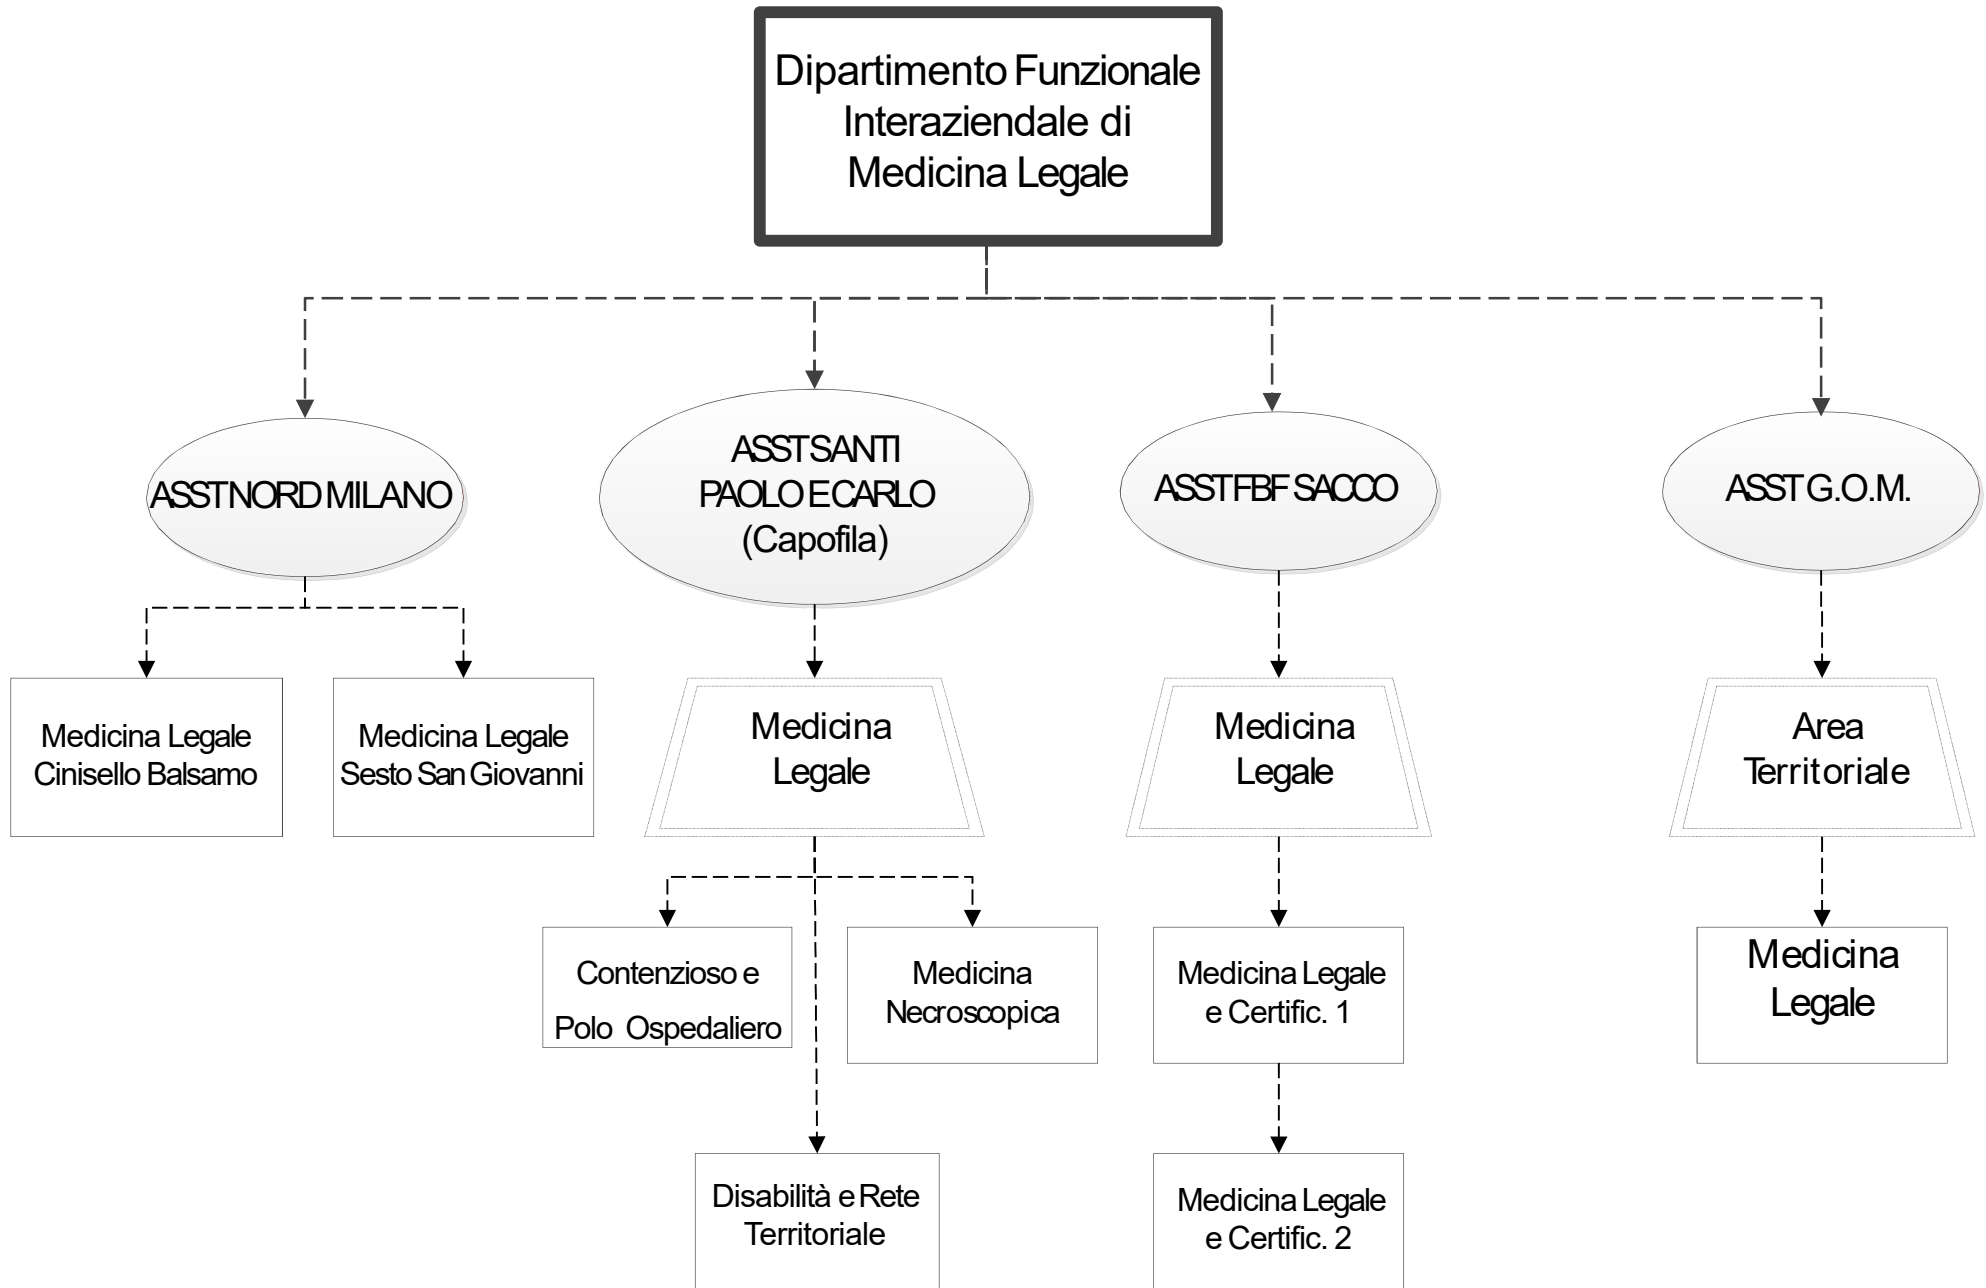 Dipartimento Funzionale
Interaziendale di
Medicina Legale
ASST NORD MILANO
ASST SANTI
PAOLO E CARLO
(Capofila)
ASST FBF SACCO
ASST G.O.M.
Medicina Legale
Cinisello Balsamo
Medicina Legale
Sesto San Giovanni
Medicina
Legale
Medicina
Legale
Area
Territoriale
Contenzioso e
Polo Ospedaliero
Medicina
Necroscopica
Medicina Legale
e Certific. 1
Medicina
Legale
Disabilità e Rete
Territoriale
Medicina Legale
e Certific. 2